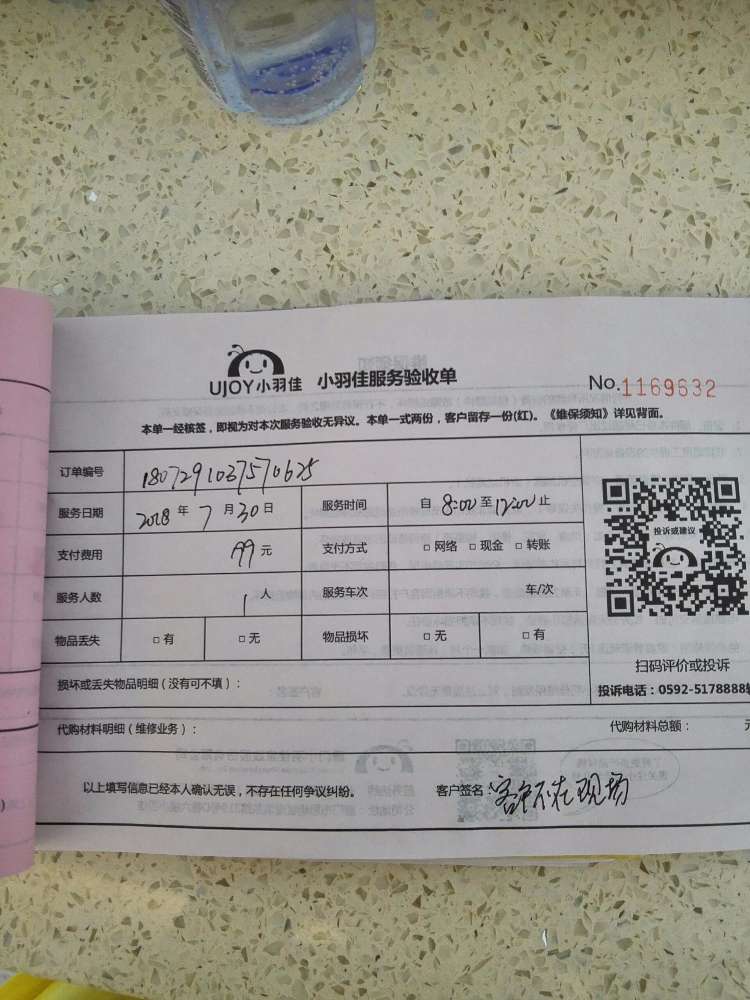 UJOY小羽佳 小羽佳服务验收单 No.1169632
本单一经核签，即视为对本次服务验收无异议。本单一式两份，客户留存一份(红)。《维保须知》详见背面。
订单编号 1807291037570625
服务日期 2018 年 7 月 30 日 服务时间 自 8:00 至 12:00 止
支付费用 99 元 支付方式 □ 网络 □ 现金 □ 转账
服务人数 1 人 服务车次 车/次
物品丢失 □ 有 □ 无 物品损坏 □ 无 □ 有
投诉或建议
扫码评价或投诉
损坏或丢失物品明细（没有可不填）： 投诉电话：0592-5178888转
代购材料明细（维修业务）： 代购材料总额： 元
以上填写信息已经本人确认无误，不存在任何争议纠纷。 客户签名：客户不在现场